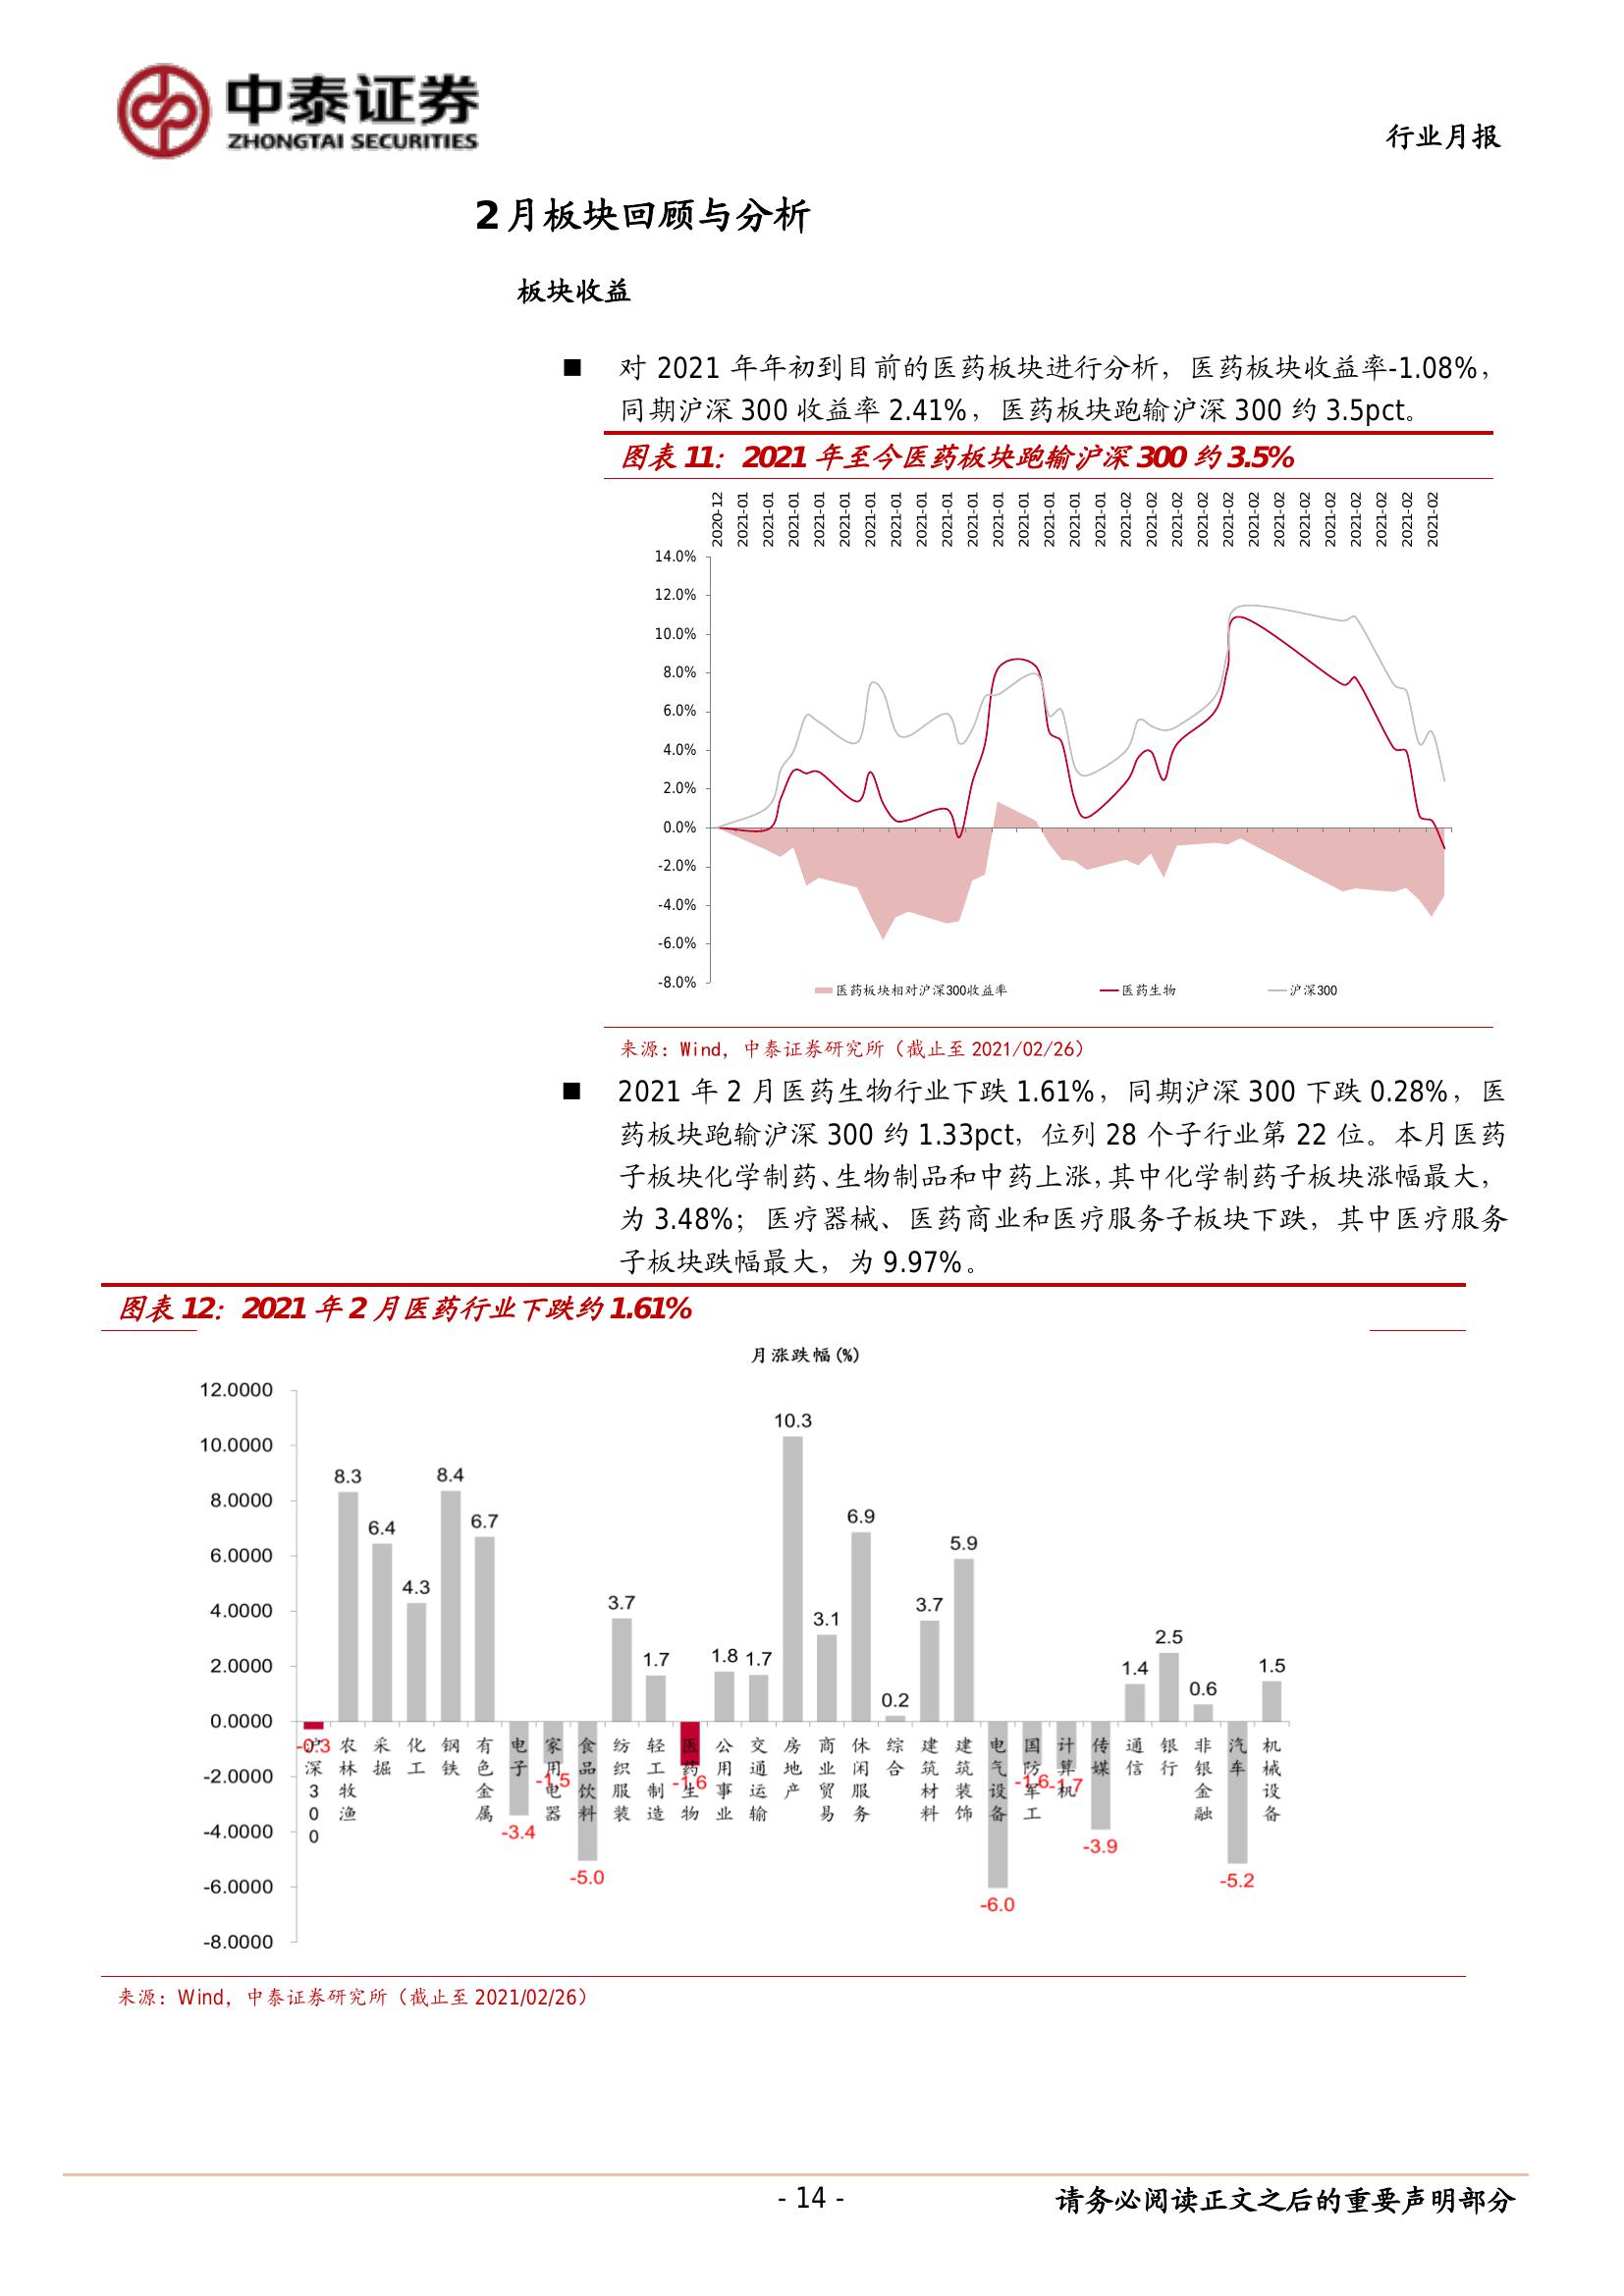 中泰证券
ZHONGTAI SECURITIES
行业月报
2月板块回顾与分析
板块收益
■ 对 2021 年年初到目前的医药板块进行分析，医药板块收益率-1.08%，
同期沪深 300 收益率 2.41%，医药板块跑输沪深 300 约 3.5pct。
图表 11：2021 年至今医药板块跑输沪深 300 约 3.5%
2020-12 2021-01 2021-01 2021-01 2021-01 2021-01 2021-01 2021-01 2021-01 2021-01 2021-01 2021-01 2021-01 2021-01 2021-01 2021-01 2021-02 2021-02 2021-02 2021-02 2021-02 2021-02 2021-02 2021-02 2021-02 2021-02 2021-02 2021-02 2021-02
14.0%
12.0%
10.0%
8.0%
6.0%
4.0%
2.0%
0.0%
-2.0%
-4.0%
-6.0%
-8.0%
医药板块相对沪深300收益率 医药生物 沪深300
来源：Wind，中泰证券研究所（截止至 2021/02/26）
■ 2021 年 2 月医药生物行业下跌 1.61%，同期沪深 300 下跌 0.28%，医
药板块跑输沪深 300 约 1.33pct，位列 28 个子行业第 22 位。本月医药
子板块化学制药、生物制品和中药上涨，其中化学制药子板块涨幅最大，
为 3.48%；医疗器械、医药商业和医疗服务子板块下跌，其中医疗服务
子板块跌幅最大，为 9.97%。
图表 12：2021 年 2 月医药行业下跌约 1.61%
月涨跌幅(%)
12.0000
10.0000
8.0000
6.0000
4.0000
2.0000
0.0000
-2.0000
-4.0000
-6.0000
-8.0000
-0.3 8.3 6.4 4.3 8.4 6.7 -3.4 -1.5 -5.0 3.7 1.7 -1.6 1.8 1.7 10.3 3.1 6.9 0.2 3.7 5.9 -6.0 -1.6 -1.7 -3.9 1.4 2.5 0.6 -5.2 1.5
沪深300 农林牧渔 采掘 化工 钢铁 有色金属 电子 家用电器 食品饮料 纺织服装 轻工制造 医药生物 公用事业 交通运输 房地产 商业贸易 休闲服务 综合 建筑材料 建筑装饰 电气设备 国防军工 计算机 传媒 通信 银行 非银金融 汽车 机械设备
来源：Wind，中泰证券研究所（截止至 2021/02/26）
- 14 -
请务必阅读正文之后的重要声明部分